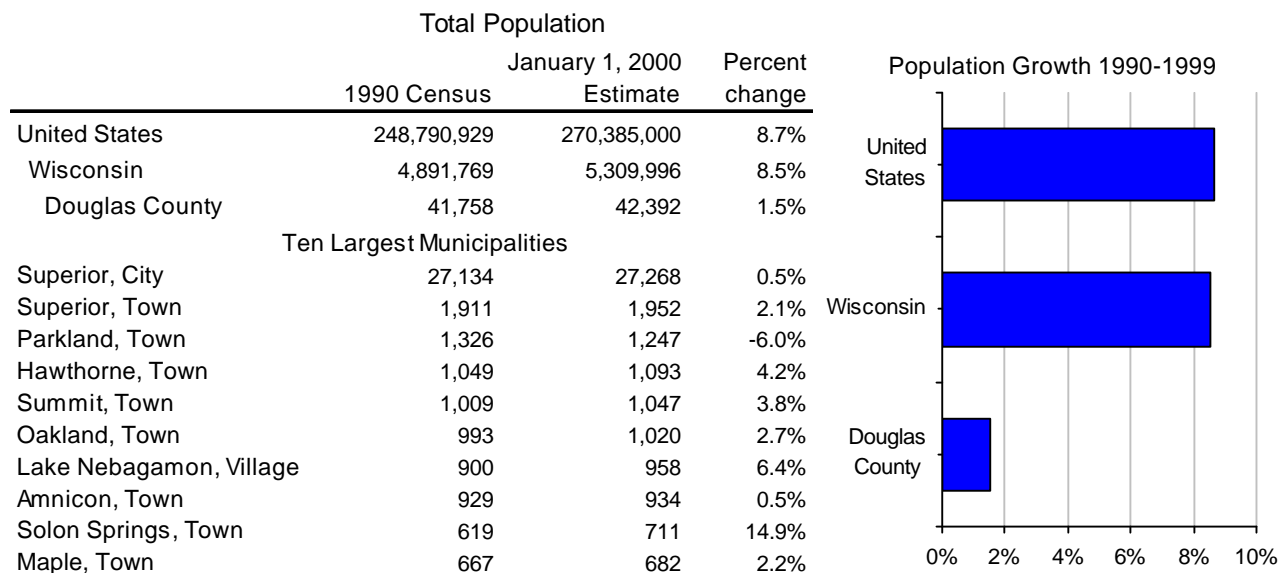 Total Population
January 1, 2000 Percent
1990 Census Estimate change
United States 248,790,929 270,385,000 8.7%
Wisconsin 4,891,769 5,309,996 8.5%
Douglas County 41,758 42,392 1.5%
Ten Largest Municipalities
Superior, City 27,134 27,268 0.5%
Superior, Town 1,911 1,952 2.1%
Parkland, Town 1,326 1,247 -6.0%
Hawthorne, Town 1,049 1,093 4.2%
Summit, Town 1,009 1,047 3.8%
Oakland, Town 993 1,020 2.7%
Lake Nebagamon, Village 900 958 6.4%
Amnicon, Town 929 934 0.5%
Solon Springs, Town 619 711 14.9%
Maple, Town 667 682 2.2%
Population Growth 1990-1999
United
States
Wisconsin
Douglas
County
0% 2% 4% 6% 8% 10%